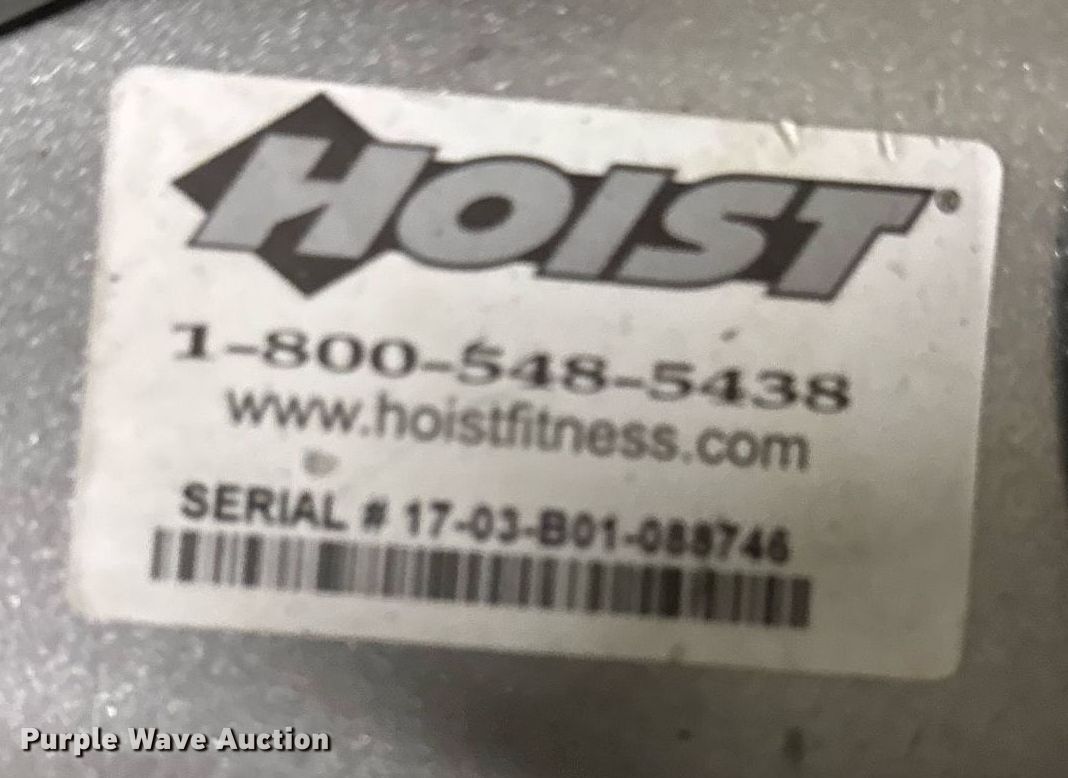 HOIST®
1-800-548-5438
www.hoistfitness.com
SERIAL # 17-03-B01-088746
Purple Wave Auction